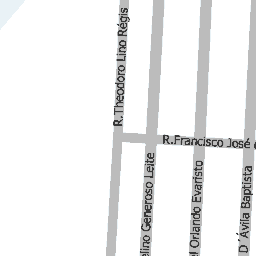 R.Theodoro Lino Régis
R.Francisco José
elino Generoso Leite
l Orlando Evaristo
D´Ávila Baptista